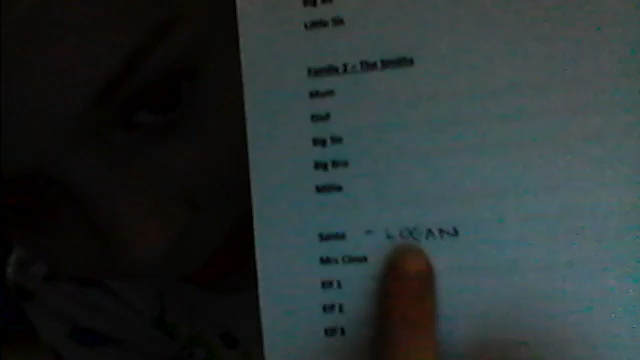 Little Sis
Family 2 – The Smiths
Mum
Big Sis
Big Bro
Millie
Santa - LOGAN
Mrs Claus
Elf 1
Elf 2
Elf 3